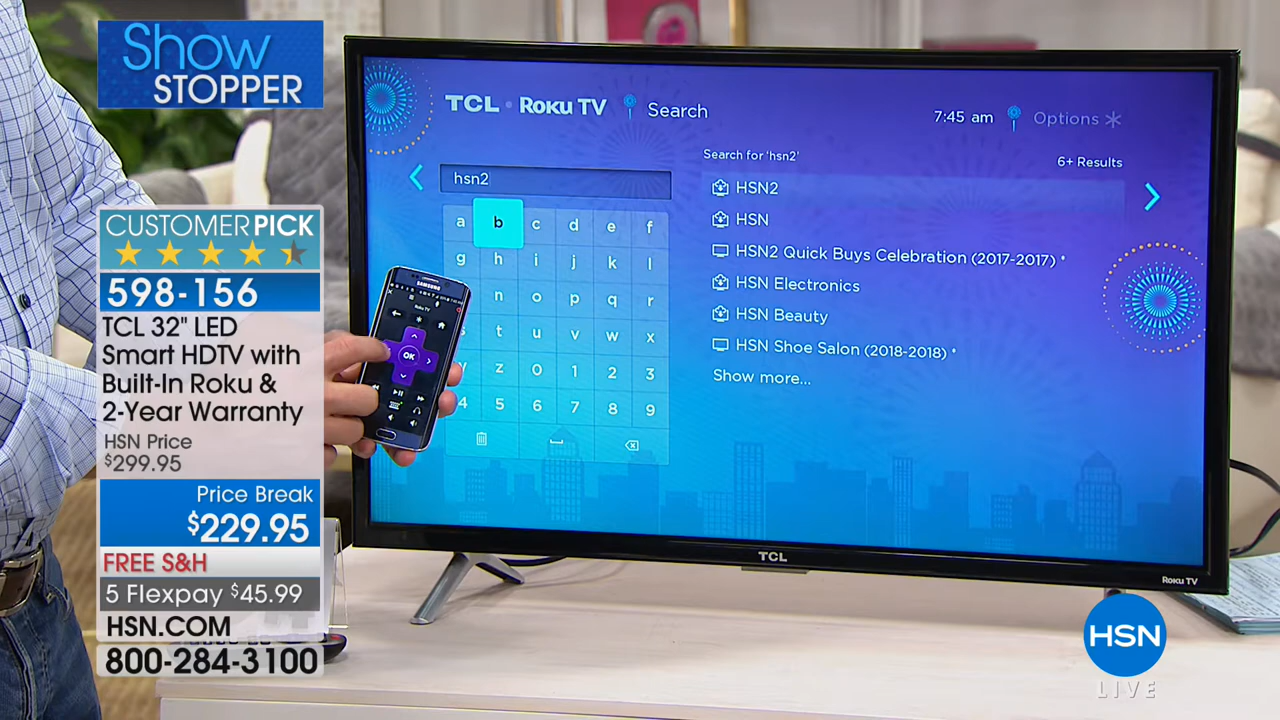 Show
STOPPER
CUSTOMER PICK
598-156
TCL 32" LED
Smart HDTV with
Built-In Roku &
2-Year Warranty
HSN Price
$299.95
Price Break
$229.95
FREE S&H
5 Flexpay $45.99
HSN.COM
800-284-3100
TCL • Roku TV Search
7:45 am Options
hsn2
a b c d e f
g h i j k l
n o p q r
t u v w x
y z 0 1 2 3
4 5 6 7 8 9
Search for 'hsn2'
6+ Results
HSN2
HSN
HSN2 Quick Buys Celebration (2017-2017) *
HSN Electronics
HSN Beauty
HSN Shoe Salon (2018-2018) *
Show more...
SAMSUNG
Roku TV
OK
TCL
Roku TV
HSN
LIVE